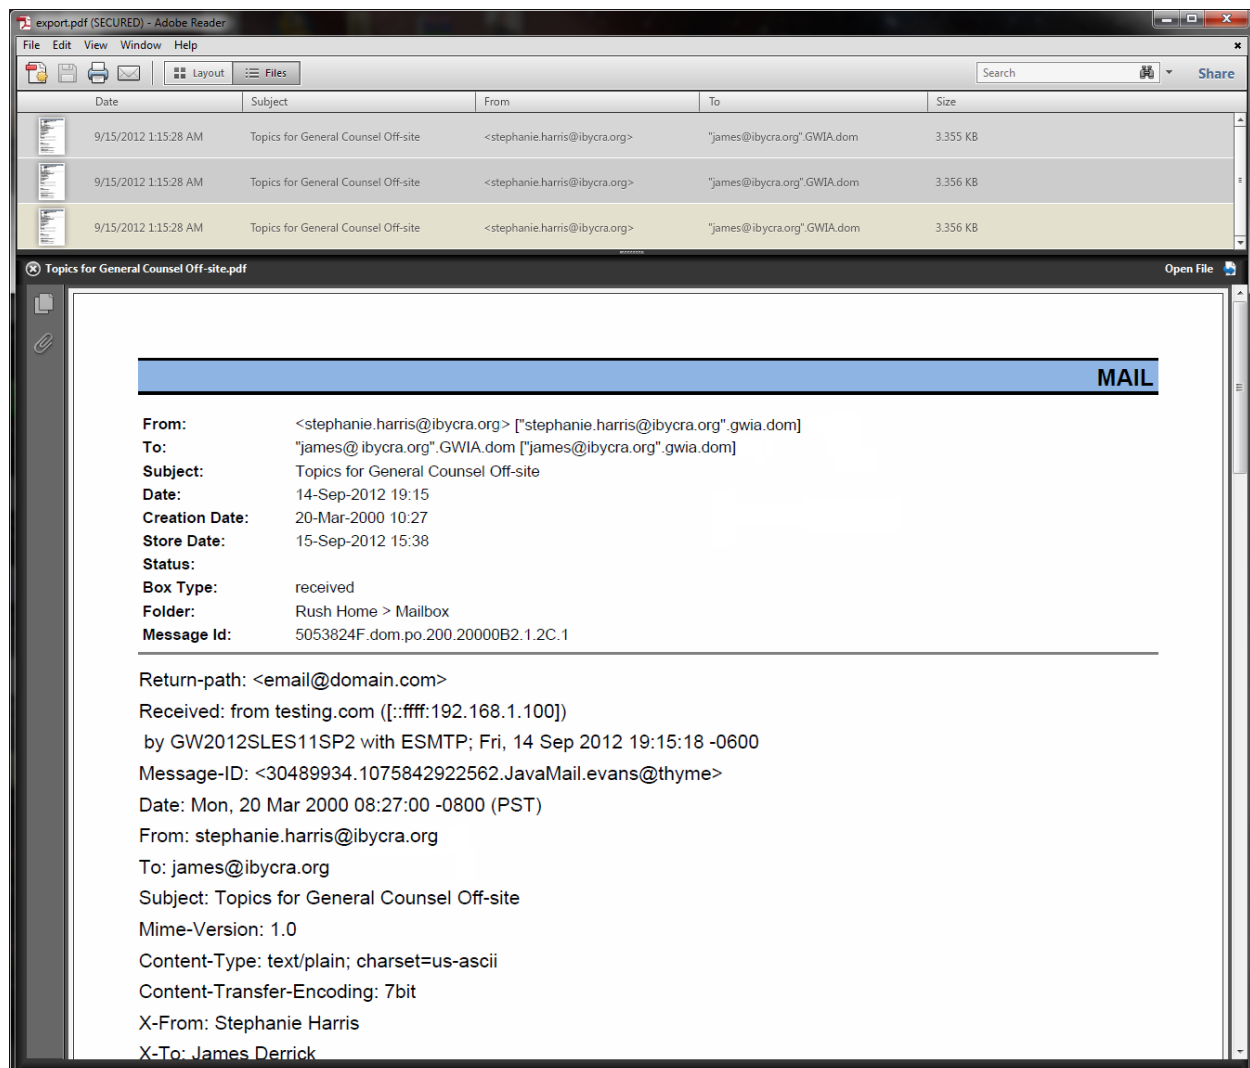 export.pdf (SECURED) - Adobe Reader
File Edit View Window Help
Layout Files Search Share
Date Subject From To Size
9/15/2012 1:15:28 AM Topics for General Counsel Off-site <stephanie.harris@ibycra.org> "james@ibycra.org".GWIA.dom 3.355 KB
9/15/2012 1:15:28 AM Topics for General Counsel Off-site <stephanie.harris@ibycra.org> "james@ibycra.org".GWIA.dom 3.356 KB
9/15/2012 1:15:28 AM Topics for General Counsel Off-site <stephanie.harris@ibycra.org> "james@ibycra.org".GWIA.dom 3.356 KB
Topics for General Counsel Off-site.pdf Open File
MAIL
From: <stephanie.harris@ibycra.org> ["stephanie.harris@ibycra.org".gwia.dom]
To: "james@ibycra.org".GWIA.dom ["james@ibycra.org".gwia.dom]
Subject: Topics for General Counsel Off-site
Date: 14-Sep-2012 19:15
Creation Date: 20-Mar-2000 10:27
Store Date: 15-Sep-2012 15:38
Status:
Box Type: received
Folder: Rush Home > Mailbox
Message Id: 5053824F.dom.po.200.20000B2.1.2C.1
Return-path: <email@domain.com>
Received: from testing.com ([::ffff:192.168.1.100])
by GW2012SLES11SP2 with ESMTP; Fri, 14 Sep 2012 19:15:18 -0600
Message-ID: <30489934.1075842922562.JavaMail.evans@thyme>
Date: Mon, 20 Mar 2000 08:27:00 -0800 (PST)
From: stephanie.harris@ibycra.org
To: james@ibycra.org
Subject: Topics for General Counsel Off-site
Mime-Version: 1.0
Content-Type: text/plain; charset=us-ascii
Content-Transfer-Encoding: 7bit
X-From: Stephanie Harris
X-To: James Derrick